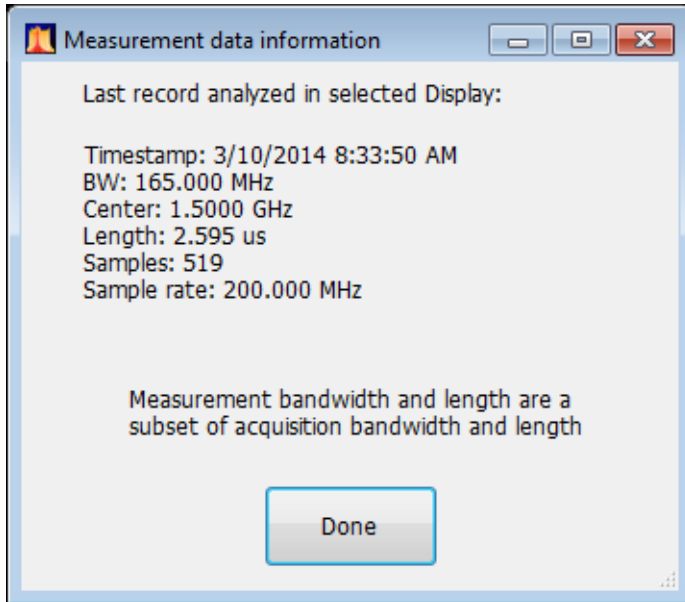 Measurement data information
Last record analyzed in selected Display:
Timestamp: 3/10/2014 8:33:50 AM
BW: 165.000 MHz
Center: 1.5000 GHz
Length: 2.595 us
Samples: 519
Sample rate: 200.000 MHz
Measurement bandwidth and length are a
subset of acquisition bandwidth and length
Done